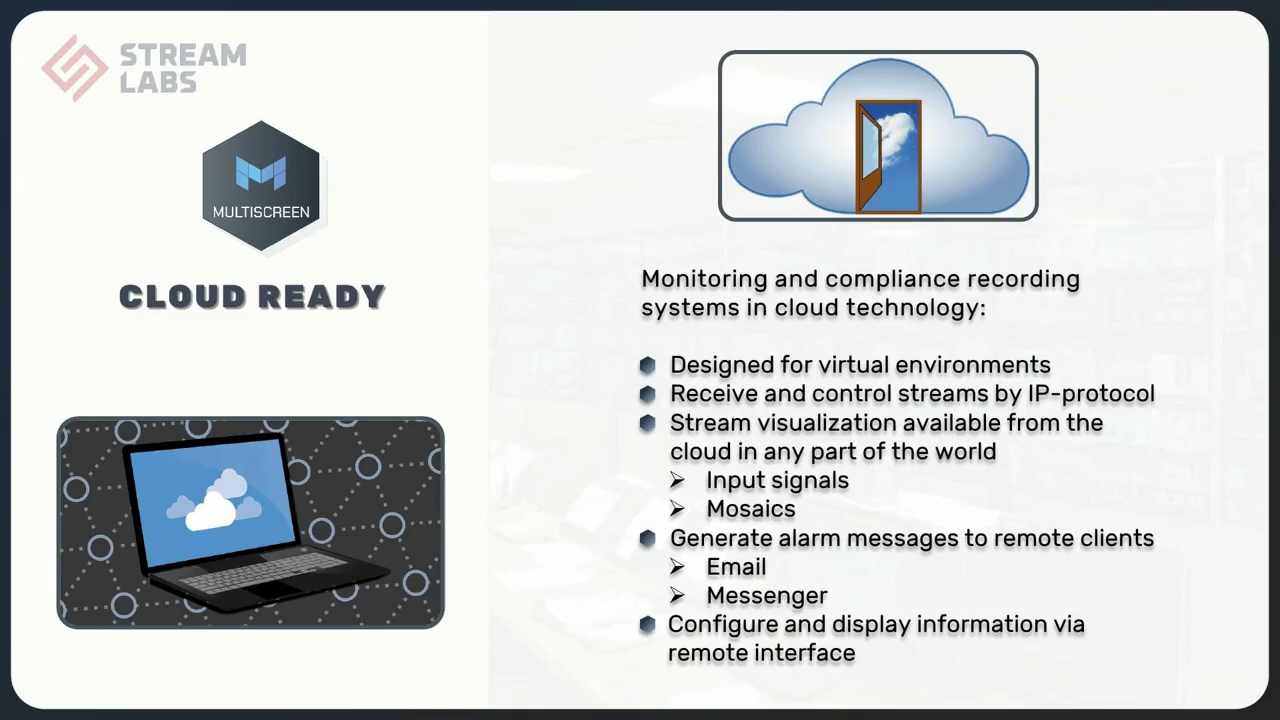 STREAM
LABS
MULTISCREEN
CLOUD READY
Monitoring and compliance recording
systems in cloud technology:
Designed for virtual environments
Receive and control streams by IP-protocol
Stream visualization available from the
cloud in any part of the world
Input signals
Mosaics
Generate alarm messages to remote clients
Email
Messenger
Configure and display information via
remote interface